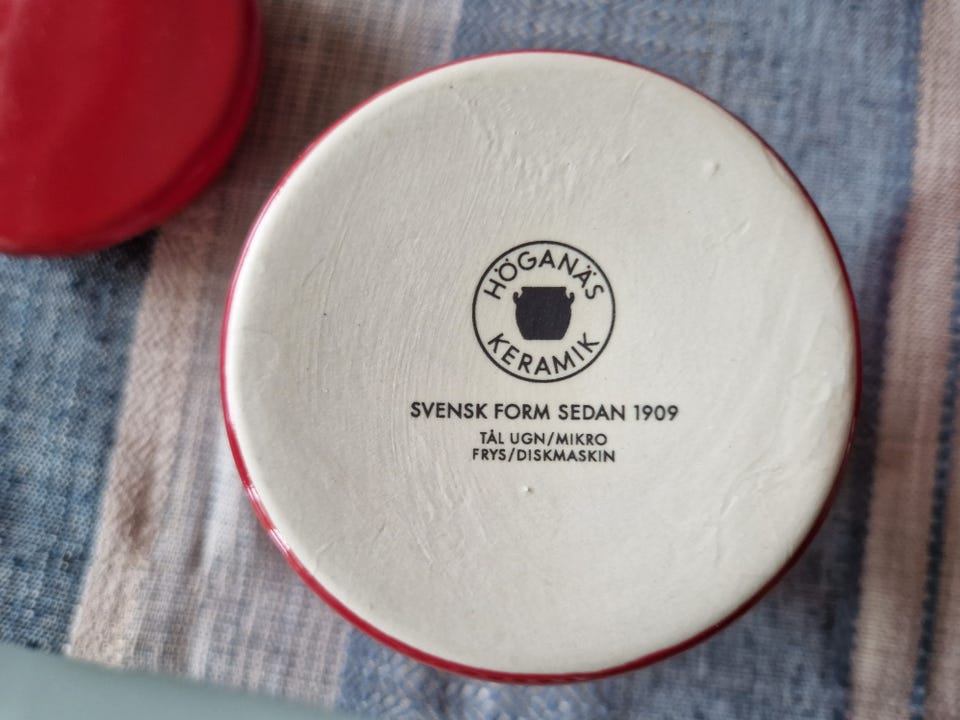 HÖGANÄS
KERAMIK
SVENSK FORM SEDAN 1909
TÅL UGN/MIKRO
FRYS/DISKMASKIN